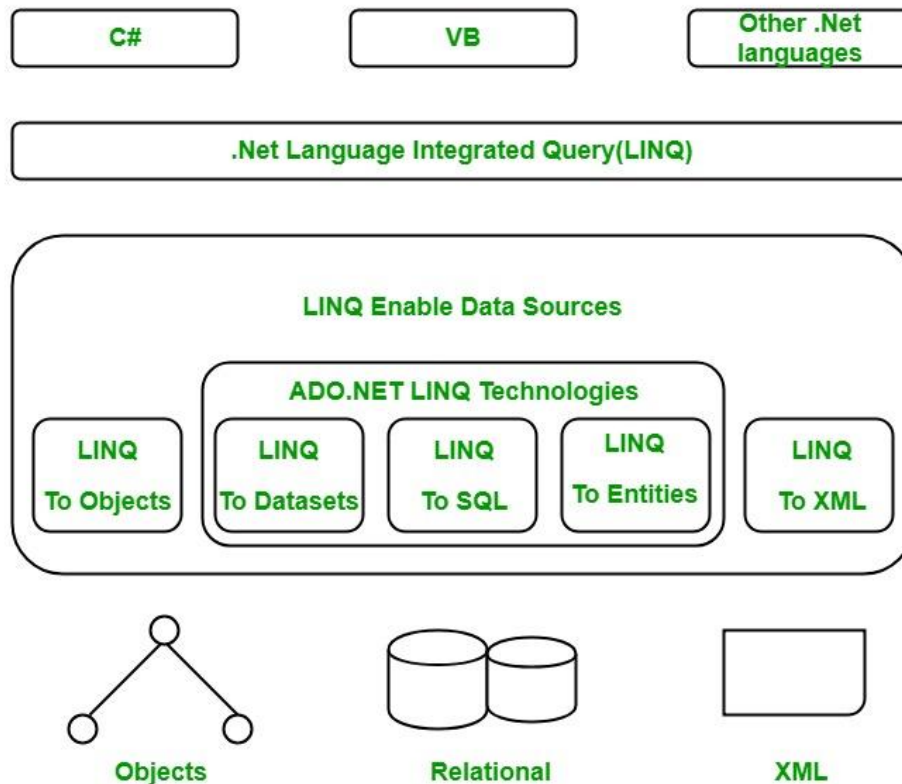 C#
VB
Other .Net
languages
.Net Language Integrated Query(LINQ)
LINQ Enable Data Sources
ADO.NET LINQ Technologies
LINQ
To Objects
LINQ
To Datasets
LINQ
To SQL
LINQ
To Entities
LINQ
To XML
Objects
Relational
XML